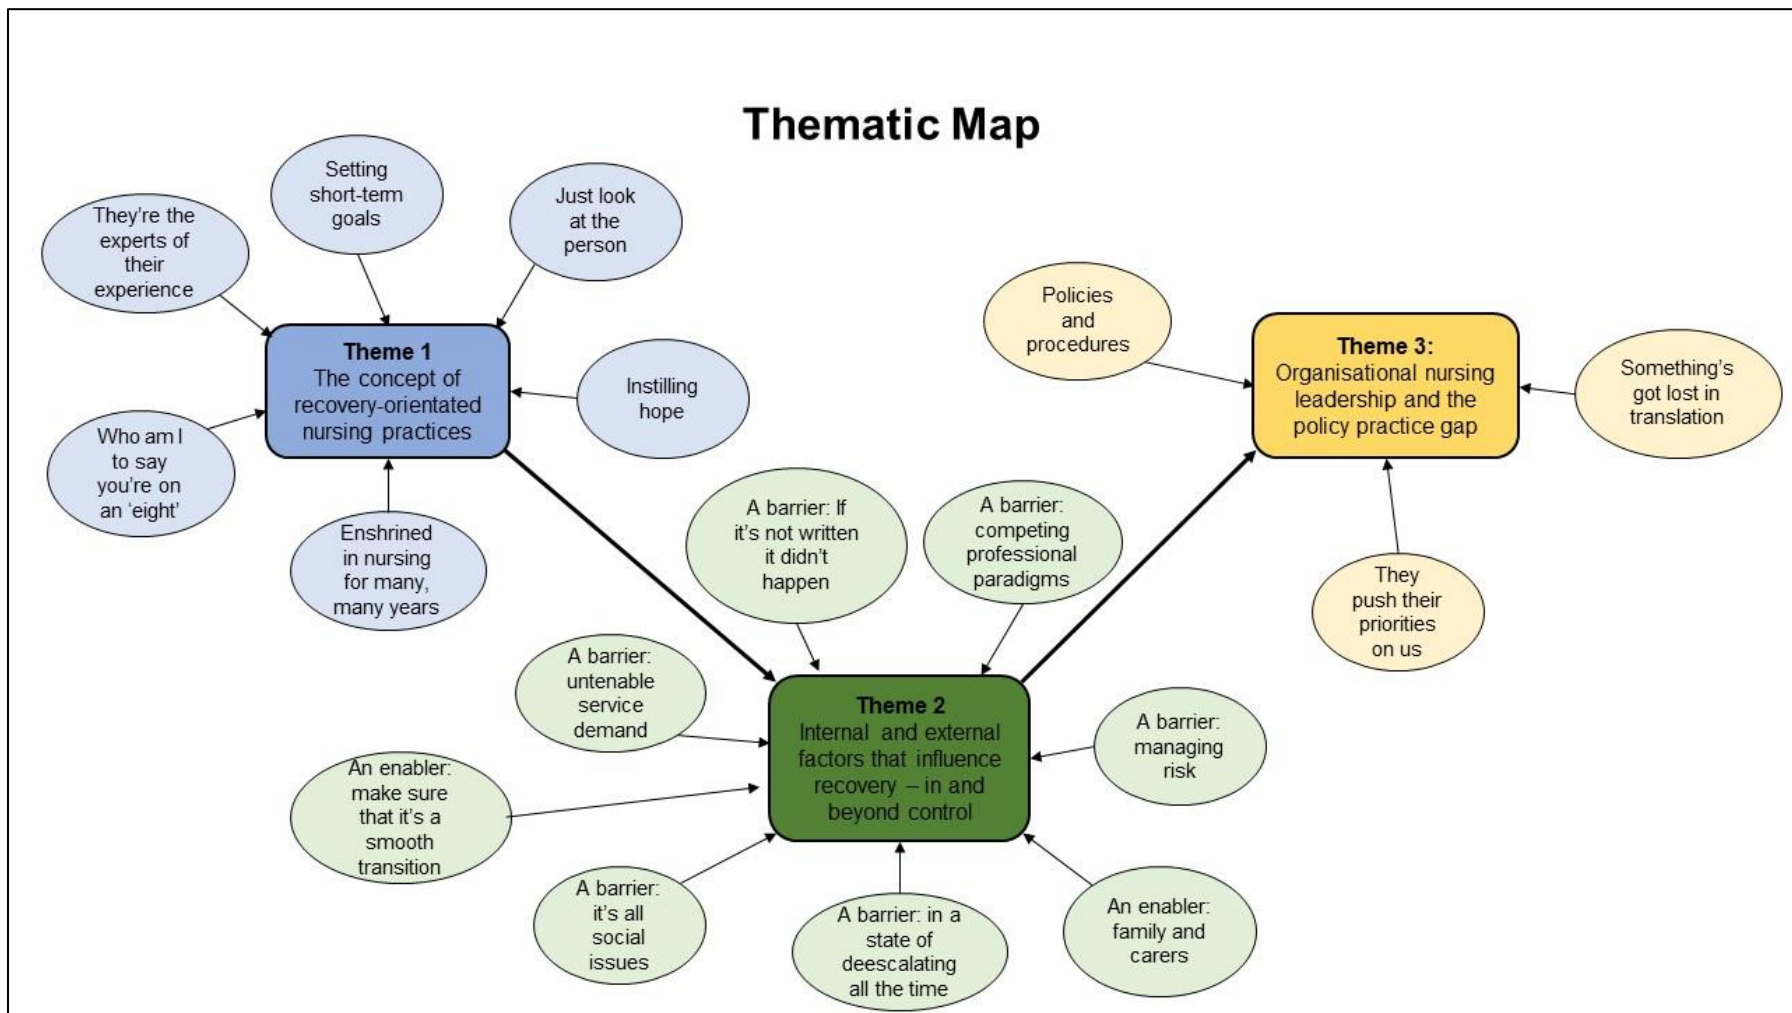 Thematic Map
Setting
short-term
goals
Just look
at the
person
They're the
experts of
their
experience
Theme 1
The concept of
recovery-orientated
nursing practices
Instilling
hope
Who am I
to say
you're on
an 'eight'
Enshrined
in nursing
for many,
many years
Policies
and
procedures
Theme 3:
Organisational nursing
leadership and the
policy practice gap
Something's
got lost in
translation
They
push their
priorities
on us
A barrier: If
it's not written
it didn't
happen
A barrier:
competing
professional
paradigms
A barrier:
untenable
service
demand
Theme 2
Internal and external
factors that influence
recovery – in and
beyond control
A barrier:
managing
risk
An enabler:
make sure
that it's a
smooth
transition
A barrier:
it's all
social
issues
A barrier: in a
state of
deescalating
all the time
An enabler:
family and
carers